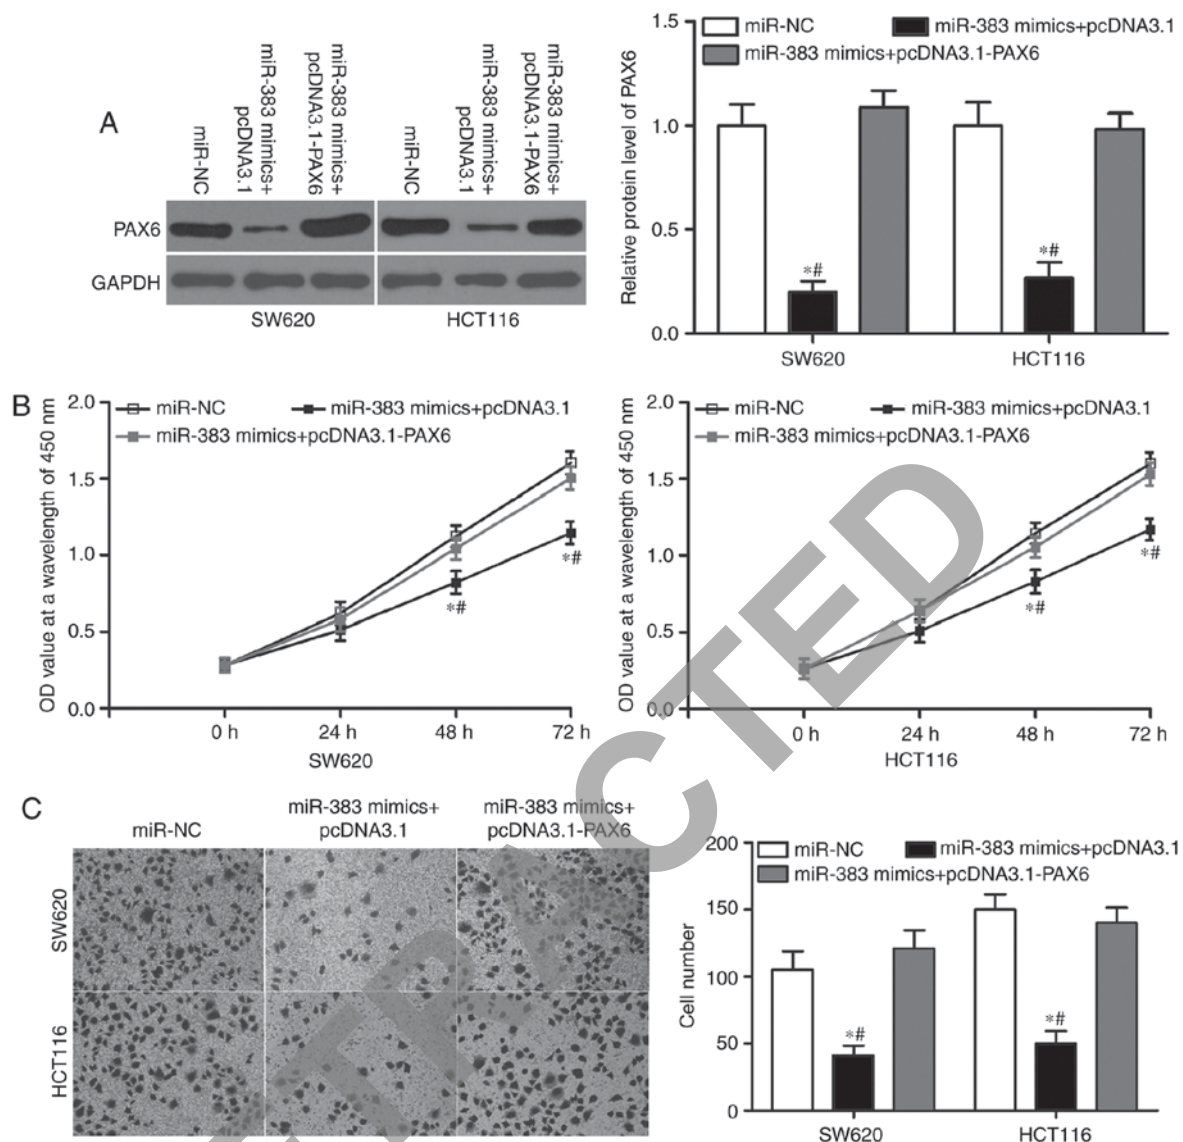 A
miR-NC
miR-383 mimics+
pcDNA3.1
miR-383 mimics+
pcDNA3.1-PAX6
miR-NC
miR-383 mimics+
pcDNA3.1
miR-383 mimics+
pcDNA3.1-PAX6
PAX6
GAPDH
SW620
HCT116
Relative protein level of PAX6
1.5
1.0
0.5
0.0
miR-NC
miR-383 mimics+pcDNA3.1
miR-383 mimics+pcDNA3.1-PAX6
*#
*#
SW620
HCT116
B
OD value at a wavelength of 450 nm
2.0
1.5
1.0
0.5
0.0
miR-NC
miR-383 mimics+pcDNA3.1
miR-383 mimics+pcDNA3.1-PAX6
*#
*#
0 h
24 h
48 h
72 h
SW620
OD value at a wavelength of 450 nm
2.0
1.5
1.0
0.5
0.0
miR-NC
miR-383 mimics+pcDNA3.1
miR-383 mimics+pcDNA3.1-PAX6
*#
*#
0 h
24 h
48 h
72 h
HCT116
C
miR-NC
miR-383 mimics+
pcDNA3.1
miR-383 mimics+
pcDNA3.1-PAX6
SW620
HCT116
Cell number
200
150
100
50
0
miR-NC
miR-383 mimics+pcDNA3.1
miR-383 mimics+pcDNA3.1-PAX6
*#
*#
SW620
HCT116